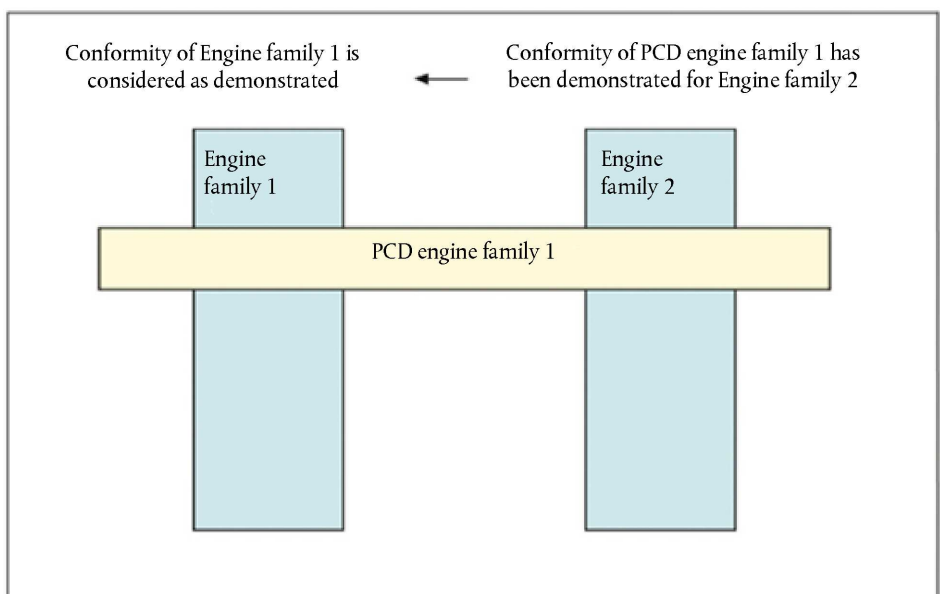 Conformity of Engine family 1 is
considered as demonstrated
Conformity of PCD engine family 1 has
been demonstrated for Engine family 2
Engine
family 1
Engine
family 2
PCD engine family 1